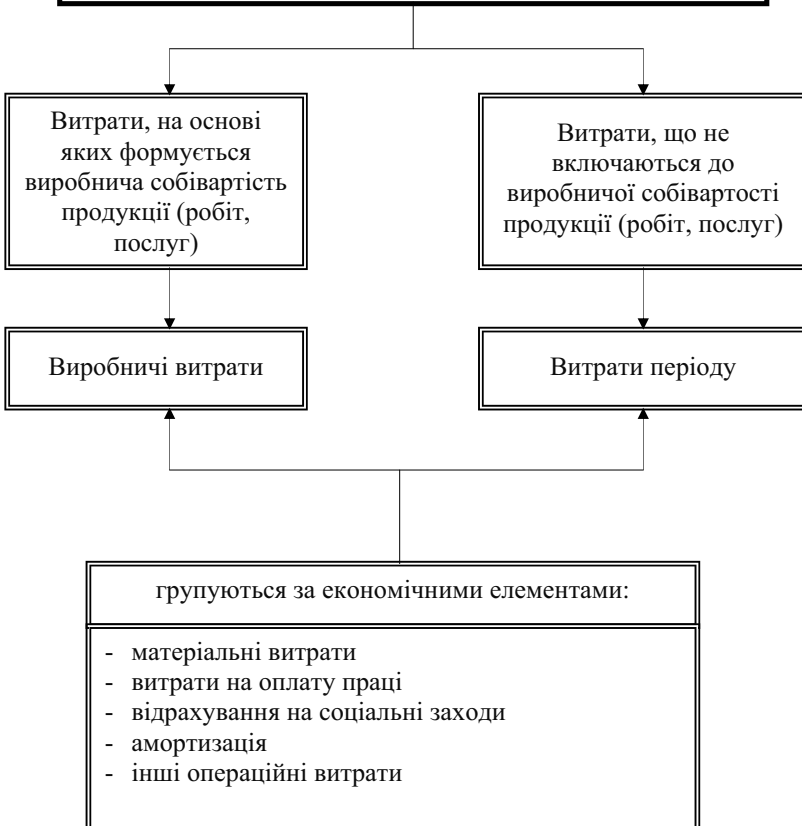 Витрати, на основі
яких формується
виробнича собівартість
продукції (робіт,
послуг)
Витрати, що не
включаються до
виробничої собівартості
продукції (робіт, послуг)
Виробничі витрати
Витрати періоду
групуються за економічними елементами:
- матеріальні витрати
- витрати на оплату праці
- відрахування на соціальні заходи
- амортизація
- інші операційні витрати